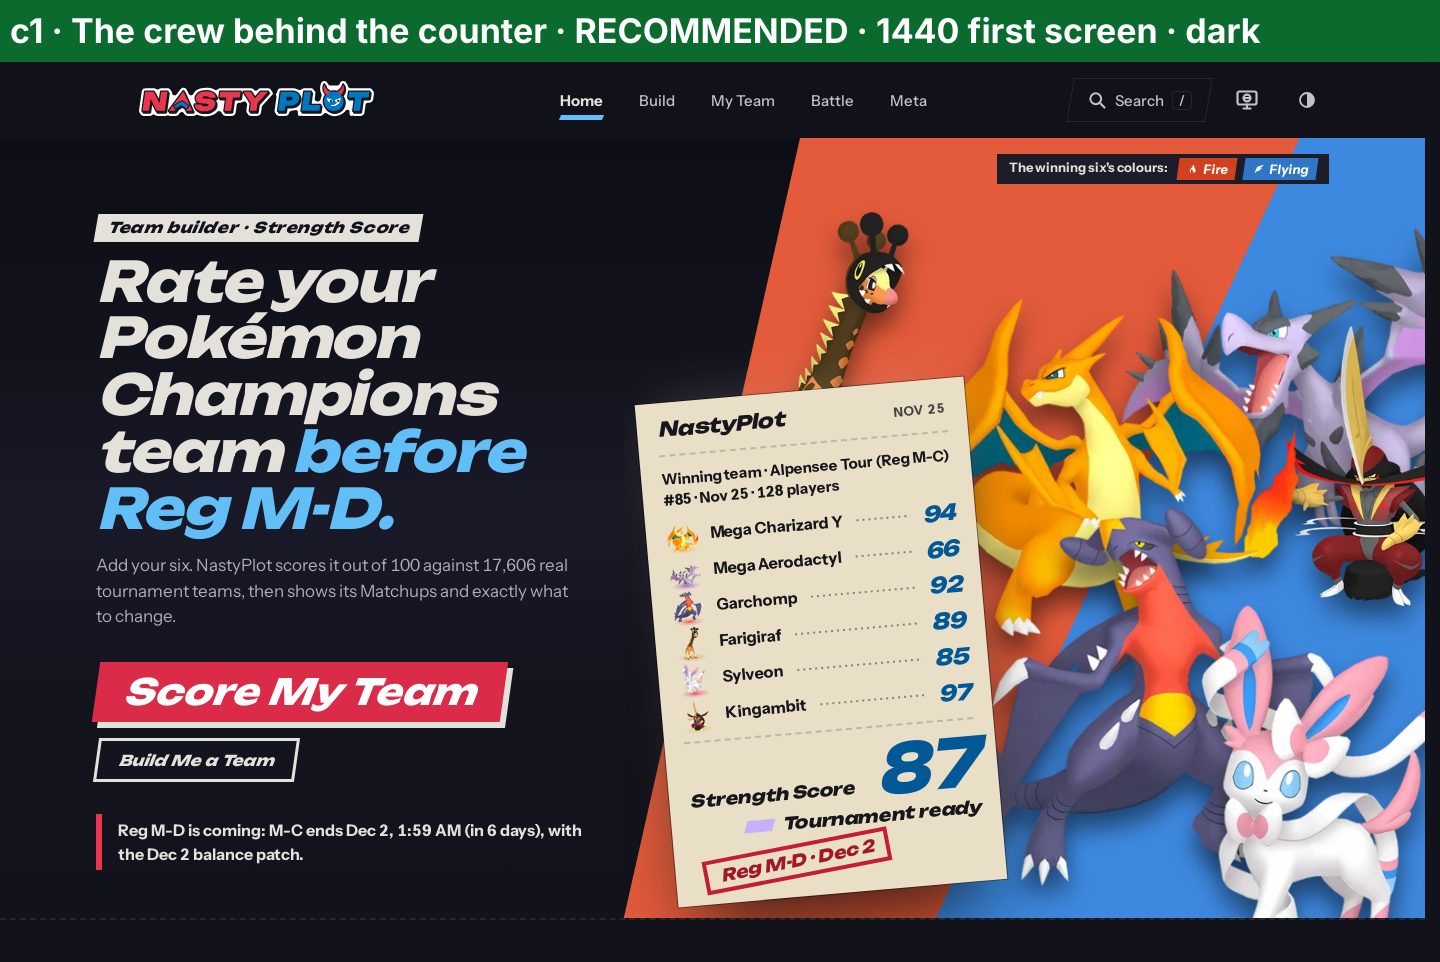 c1 · The crew behind the counter · RECOMMENDED · 1440 first screen · dark
NASTY PLOT
Home
Build
My Team
Battle
Meta
Search /
The winning six's colours:
Fire
Flying
Team builder · Strength Score
Rate your
Pokémon
Champions
team before
Reg M-D.
Add your six. NastyPlot scores it out of 100 against 17,606 real
tournament teams, then shows its Matchups and exactly what
to change.
Score My Team
Build Me a Team
Reg M-D is coming: M-C ends Dec 2, 1:59 AM (in 6 days), with
the Dec 2 balance patch.
NastyPlot
NOV 25
Winning team · Alpensee Tour (Reg M-C)
#85 · Nov 25 · 128 players
Mega Charizard Y 94
Mega Aerodactyl 66
Garchomp 92
Farigiraf 89
Sylveon 85
Kingambit 97
Strength Score 87
Tournament ready
Reg M-D · Dec 2